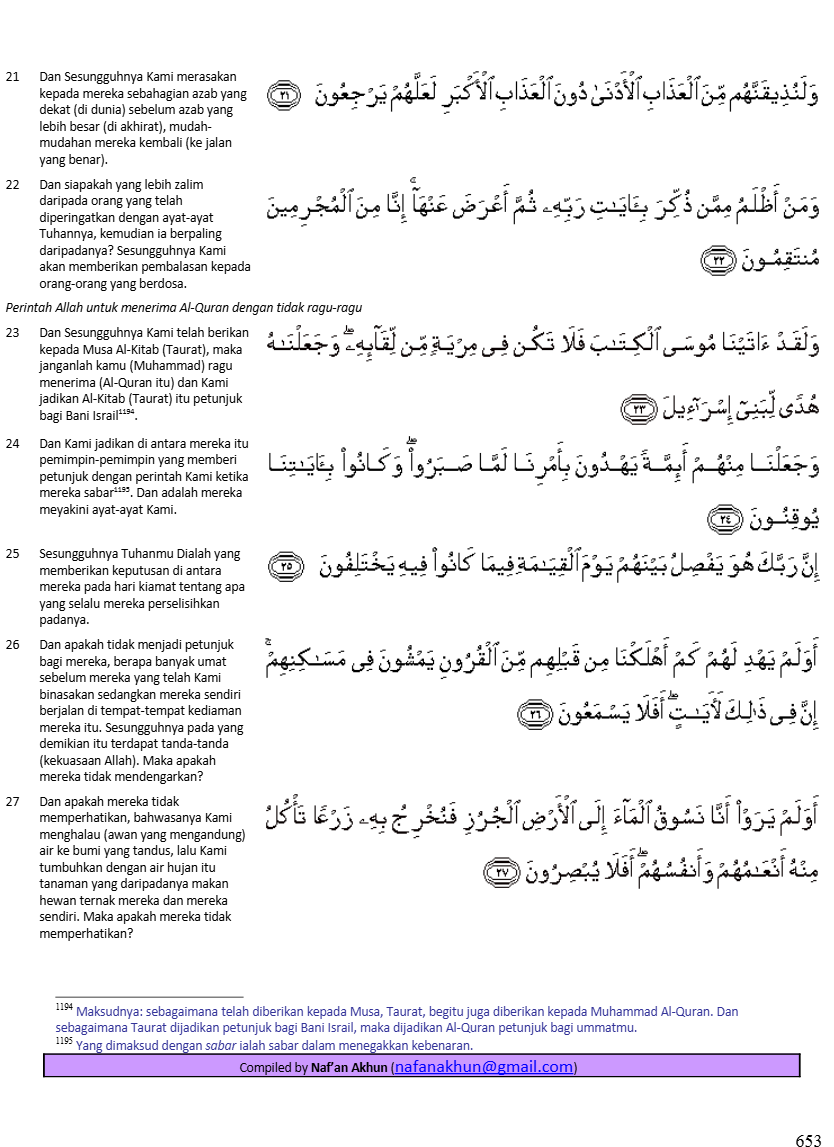 21 Dan Sesungguhnya Kami merasakan
kepada mereka sebahagian azab yang
dekat (di dunia) sebelum azab yang
lebih besar (di akhirat), mudah-
mudahan mereka kembali (ke jalan
yang benar).
وَلَنُذِيقَنَّهُم مِّنَ ٱلْعَذَابِ ٱلْأَدْنَىٰ دُونَ ٱلْعَذَابِ ٱلْأَكْبَرِ لَعَلَّهُمْ يَرْجِعُونَ ٢١
22 Dan siapakah yang lebih zalim
daripada orang yang telah
diperingatkan dengan ayat-ayat
Tuhannya, kemudian ia berpaling
daripadanya? Sesungguhnya Kami
akan memberikan pembalasan kepada
orang-orang yang berdosa.
وَمَنْ أَظْلَمُ مِمَّن ذُكِّرَ بِـَٔايَـٰتِ رَبِّهِۦ ثُمَّ أَعْرَضَ عَنْهَآ ۚ إِنَّا مِنَ ٱلْمُجْرِمِينَ
مُنتَقِمُونَ ٢٢
Perintah Allah untuk menerima Al-Quran dengan tidak ragu-ragu
23 Dan Sesungguhnya Kami telah berikan
kepada Musa Al-Kitab (Taurat), maka
janganlah kamu (Muhammad) ragu
menerima (Al-Quran itu) dan Kami
jadikan Al-Kitab (Taurat) itu petunjuk
bagi Bani Israil1194.
وَلَقَدْ ءَاتَيْنَا مُوسَى ٱلْكِتَـٰبَ فَلَا تَكُن فِى مِرْيَةٍ مِّن لِّقَآئِهِۦ ۖ وَجَعَلْنَـٰهُ
هُدًى لِّبَنِىٓ إِسْرَٰٓءِيلَ ٢٣
24 Dan Kami jadikan di antara mereka itu
pemimpin-pemimpin yang memberi
petunjuk dengan perintah Kami ketika
mereka sabar1195. Dan adalah mereka
meyakini ayat-ayat Kami.
وَجَعَلْنَا مِنْهُمْ أَئِمَّةً يَهْدُونَ بِأَمْرِنَا لَمَّا صَبَرُوا۟ ۖ وَكَانُوا۟ بِـَٔايَـٰتِنَا
يُوقِنُونَ ٢٤
25 Sesungguhnya Tuhanmu Dialah yang
memberikan keputusan di antara
mereka pada hari kiamat tentang apa
yang selalu mereka perselisihkan
padanya.
إِنَّ رَبَّكَ هُوَ يَفْصِلُ بَيْنَهُمْ يَوْمَ ٱلْقِيَـٰمَةِ فِيمَا كَانُوا۟ فِيهِ يَخْتَلِفُونَ ٢٥
26 Dan apakah tidak menjadi petunjuk
bagi mereka, berapa banyak umat
sebelum mereka yang telah Kami
binasakan sedangkan mereka sendiri
berjalan di tempat-tempat kediaman
mereka itu. Sesungguhnya pada yang
demikian itu terdapat tanda-tanda
(kekuasaan Allah). Maka apakah
mereka tidak mendengarkan?
أَوَلَمْ يَهْدِ لَهُمْ كَمْ أَهْلَكْنَا مِن قَبْلِهِم مِّنَ ٱلْقُرُونِ يَمْشُونَ فِى مَسَـٰكِنِهِمْ ۚ
إِنَّ فِى ذَٰلِكَ لَـَٔايَـٰتٍ ۖ أَفَلَا يَسْمَعُونَ ٢٦
27 Dan apakah mereka tidak
memperhatikan, bahwasanya Kami
menghalau (awan yang mengandung)
air ke bumi yang tandus, lalu Kami
tumbuhkan dengan air hujan itu
tanaman yang daripadanya makan
hewan ternak mereka dan mereka
sendiri. Maka apakah mereka tidak
memperhatikan?
أَوَلَمْ يَرَوْا۟ أَنَّا نَسُوقُ ٱلْمَآءَ إِلَى ٱلْأَرْضِ ٱلْجُرُزِ فَنُخْرِجُ بِهِۦ زَرْعًا تَأْكُلُ
مِنْهُ أَنْعَـٰمُهُمْ وَأَنفُسُهُمْ ۖ أَفَلَا يُبْصِرُونَ ٢٧
1194 Maksudnya: sebagaimana telah diberikan kepada Musa, Taurat, begitu juga diberikan kepada Muhammad Al-Quran. Dan
sebagaimana Taurat dijadikan petunjuk bagi Bani Israil, maka dijadikan Al-Quran petunjuk bagi ummatmu.
1195 Yang dimaksud dengan sabar ialah sabar dalam menegakkan kebenaran.
Compiled by Naf’an Akhun (nafanakhun@gmail.com)
653